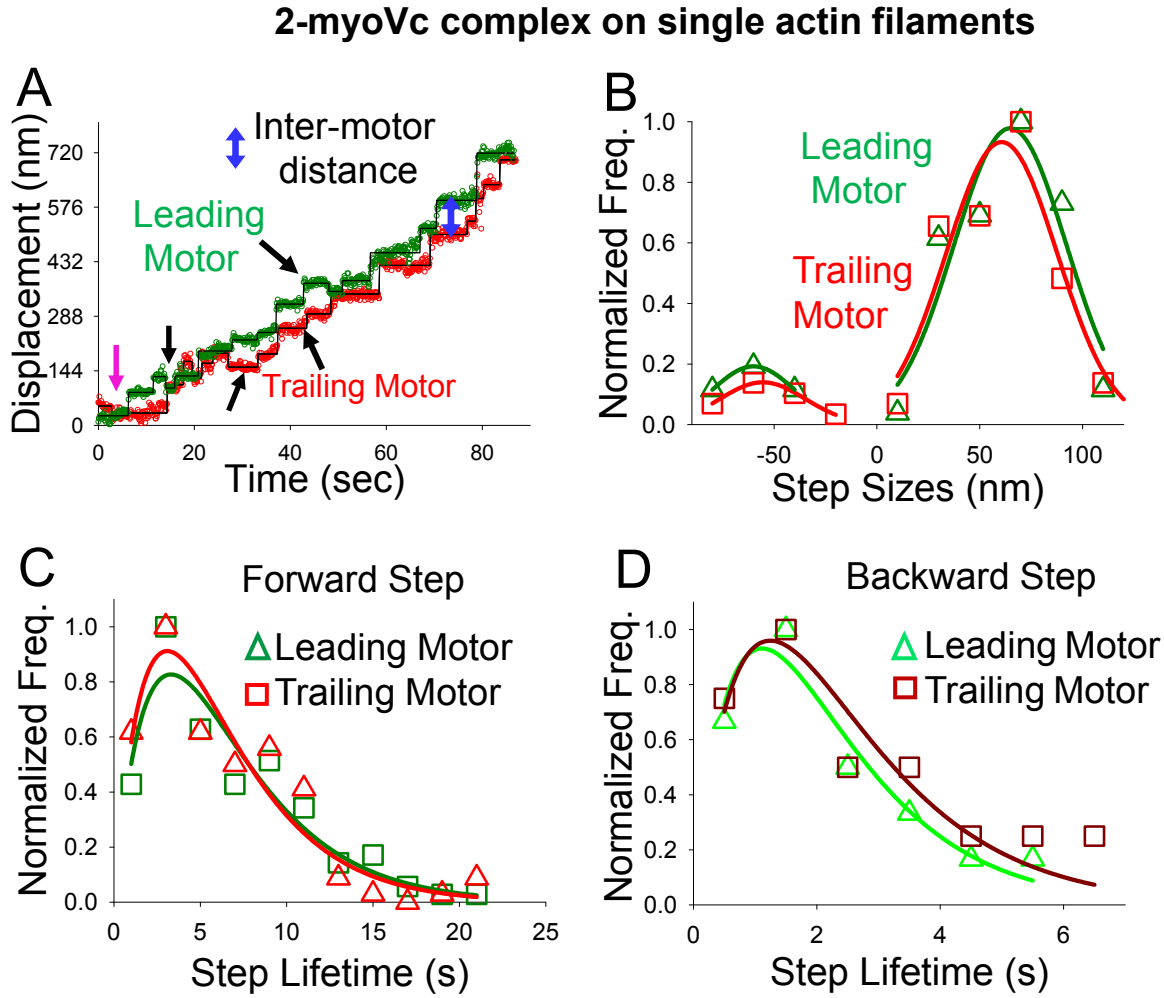 2-myoVc complex on single actin filaments
A
Displacement (nm)
720
576
432
288
144
0
Inter-motor
distance
Leading
Motor
Trailing Motor
0 20 40 60 80
Time (sec)
B
Normalized Freq.
1.0
0.8
0.6
0.4
0.2
0.0
Leading
Motor
Trailing
Motor
-50 0 50 100
Step Sizes (nm)
C
Forward Step
Normalized Freq.
1.0
0.8
0.6
0.4
0.2
0.0
Leading Motor
Trailing Motor
0 5 10 15 20 25
Step Lifetime (s)
D
Backward Step
Normalized Freq.
1.0
0.8
0.6
0.4
0.2
0.0
Leading Motor
Trailing Motor
0 2 4 6
Step Lifetime (s)